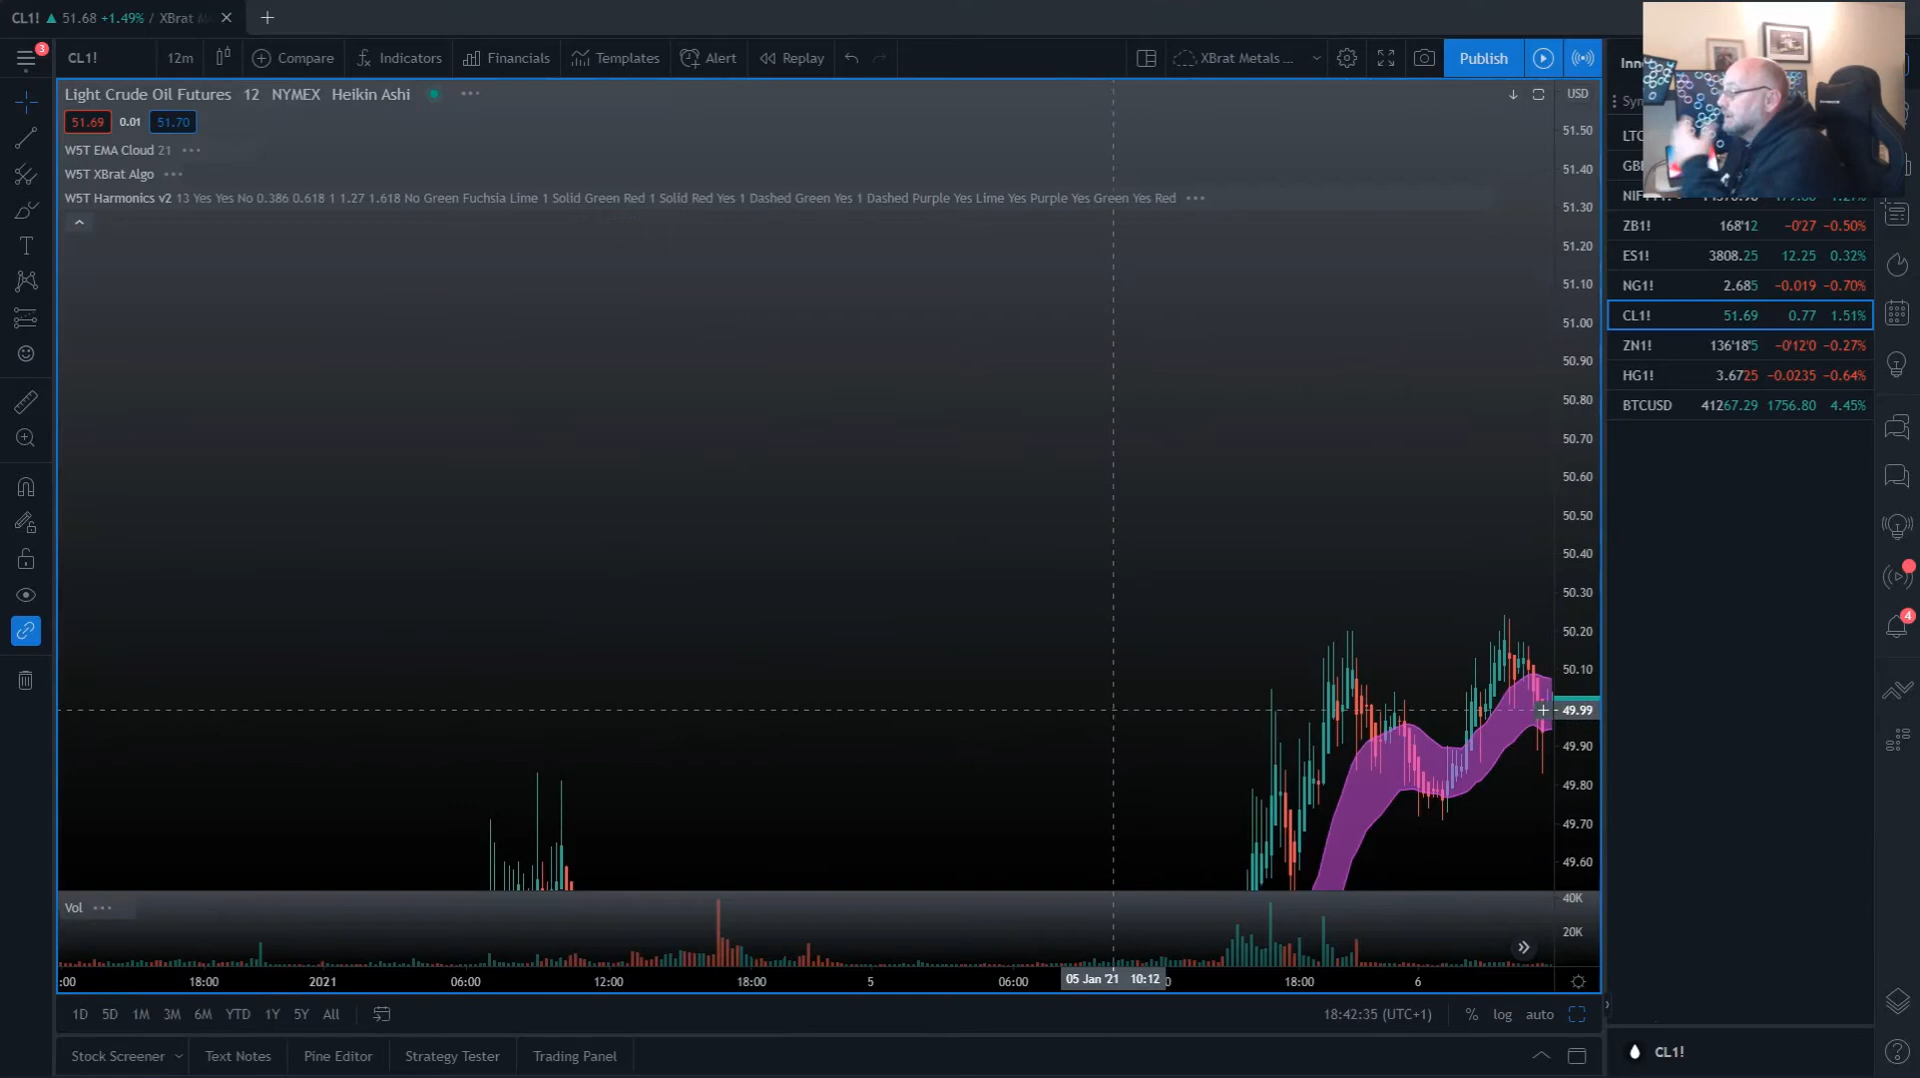 CL1! ▲ 51.68 +1.49% / XBrat
3
CL1!
12m
Compare
Indicators
Financials
Templates
Alert
Replay
XBrat Metals ...
Publish
Light Crude Oil Futures 12 NYMEX Heikin Ashi
51.69 0.01 51.70
W5T EMA Cloud 21
W5T XBrat Algo
W5T Harmonics v2 13 Yes Yes No 0.386 0.618 1 1.27 1.618 No Green Fuchsia Lime 1 Solid Green Red 1 Solid Red Yes 1 Dashed Green Yes 1 Dashed Purple Yes Lime Yes Purple Yes Green Yes Red
USD
51.50
51.40
51.30
51.20
51.10
51.00
50.90
50.80
50.70
50.60
50.50
50.40
50.30
50.20
50.10
49.99
49.90
49.80
49.70
49.60
Vol
40K
20K
:00 18:00 2021 06:00 12:00 18:00 5 06:00 05 Jan '21 10:12 18:00 6
1D 5D 1M 3M 6M YTD 1Y 5Y All
18:42:35 (UTC+1)
% log auto
Stock Screener
Text Notes
Pine Editor
Strategy Tester
Trading Panel
ZB1! 168'12 −0'27 −0.50%
ES1! 3808.25 12.25 0.32%
NG1! 2.685 −0.019 −0.70%
CL1! 51.69 0.77 1.51%
ZN1! 136'18'5 −0'12'0 −0.27%
HG1! 3.6725 −0.0235 −0.64%
BTCUSD 41267.29 1756.80 4.45%
4
CL1!